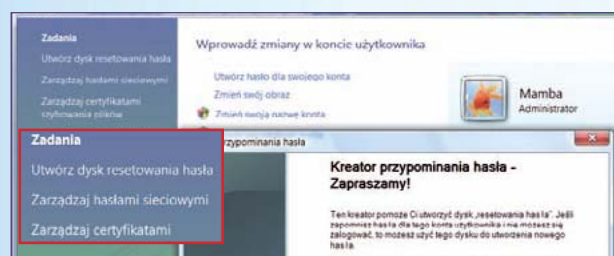 Zadania
Utwórz dysk resetowania hasła
Zarządzaj hasłami sieciowymi
Zarządzaj certyfikatami
szyfrowania plików
Wprowadź zmiany w koncie użytkownika
Utwórz hasło dla swojego konta
Zmień swój obraz
Zmień swoją nazwę konta
Mamba
Administrator
Zadania
Utwórz dysk resetowania hasła
Zarządzaj hasłami sieciowymi
Zarządzaj certyfikatami
rzypominania hasła
Kreator przypominania hasła -
Zapraszamy!
Ten kreator pomoże Ci utworzyć dysk „resetowania hasła". Jeśli
zapomnisz hasła dla tego konta użytkownika i nie możesz się
zalogować, to możesz użyć tego dysku do utworzenia nowego
hasła.